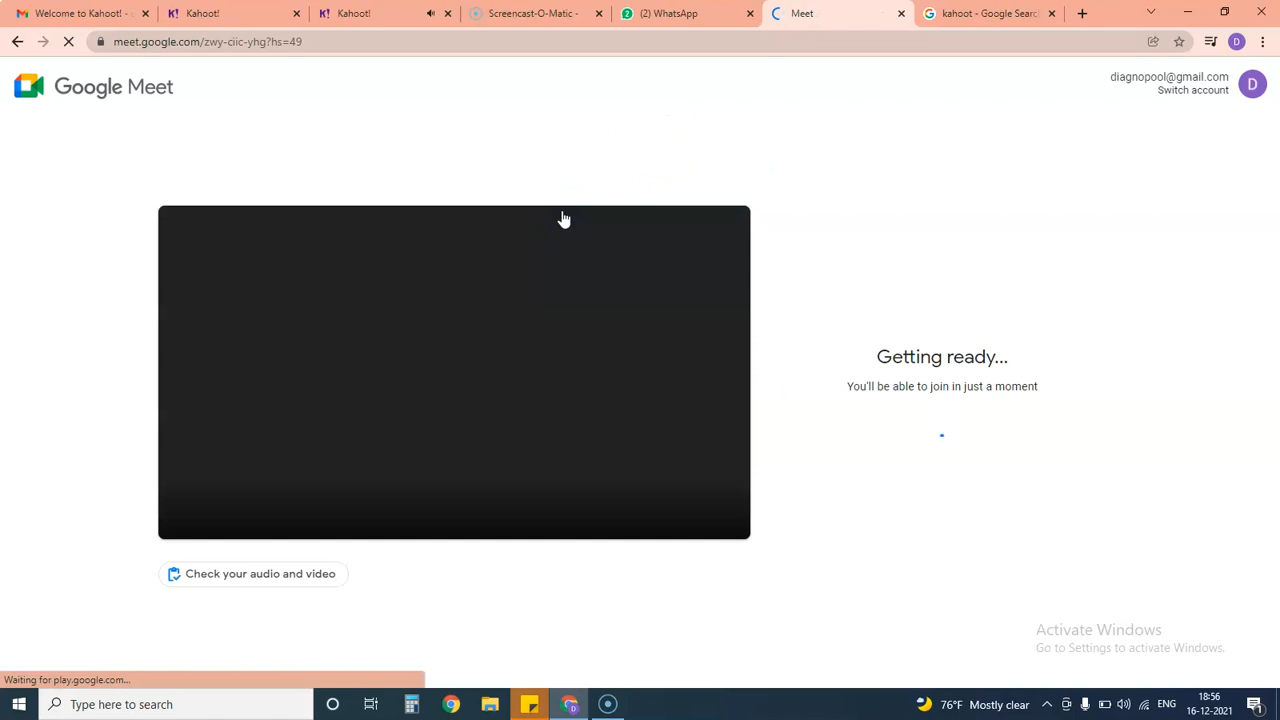 Welcome to Kahoot! -
Kahoot!
Kahoot!
Screencast-O-Matic -
(2) WhatsApp
Meet
kahoot - Google Searc
meet.google.com/zwy-ciic-yhg?hs=49
D
Google Meet
diagnopool@gmail.com
Switch account
D
Getting ready...
You'll be able to join in just a moment
Check your audio and video
Activate Windows
Go to Settings to activate Windows.
Waiting for play.google.com...
Type here to search
76°F Mostly clear
ENG
18:56
16-12-2021